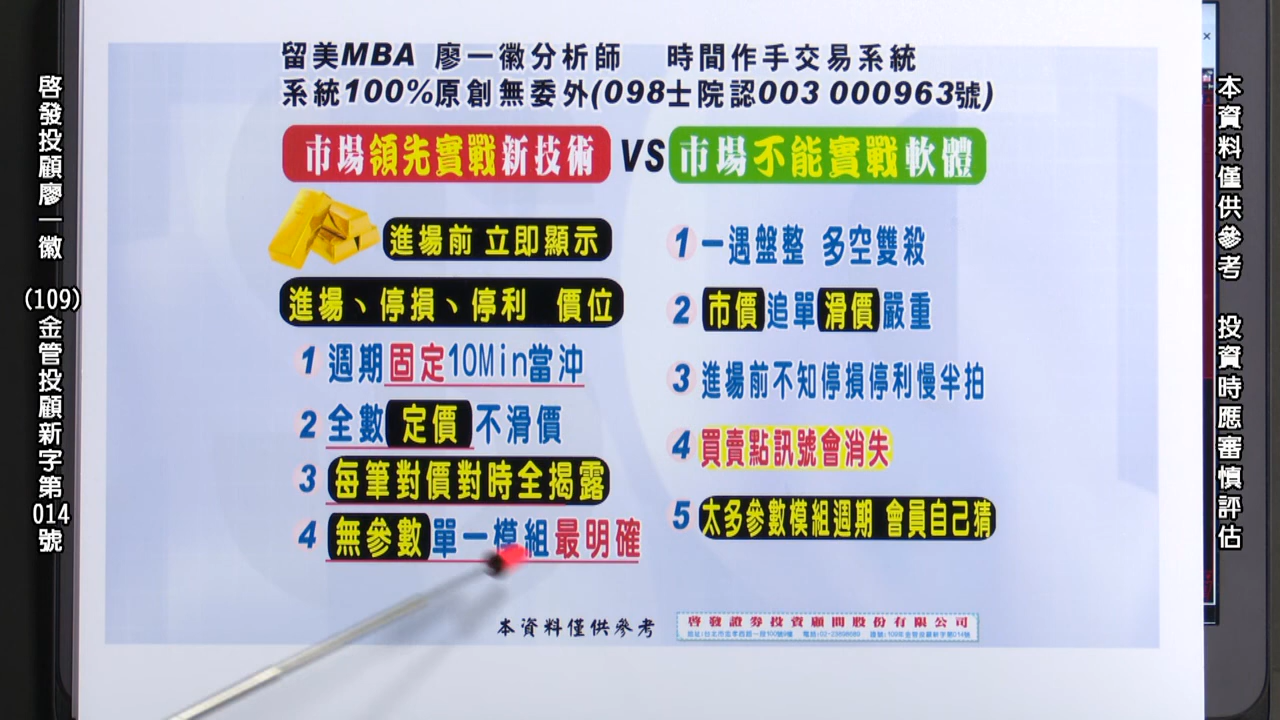 留美MBA 廖一徽分析師 時間作手交易系統
系統100%原創無委外(098士院認003 000963號)
市場領先實戰新技術 VS 市場不能實戰軟體
進場前 立即顯示
進場、停損、停利 價位
1 週期固定10Min當沖
2 全數定價不滑價
3 每筆對價對時全揭露
4 無參數單一模組最明確
1 一遇盤整 多空雙殺
2 市價追單滑價嚴重
3 進場前不知停損停利慢半拍
4 買賣點訊號會消失
5 太多參數模組週期 會員自己猜
本資料僅供參考
啓發證券投資顧問股份有限公司
啓發投顧廖一徽 (109)金管投顧新字第014號
本資料僅供參考 投資時應審慎評估